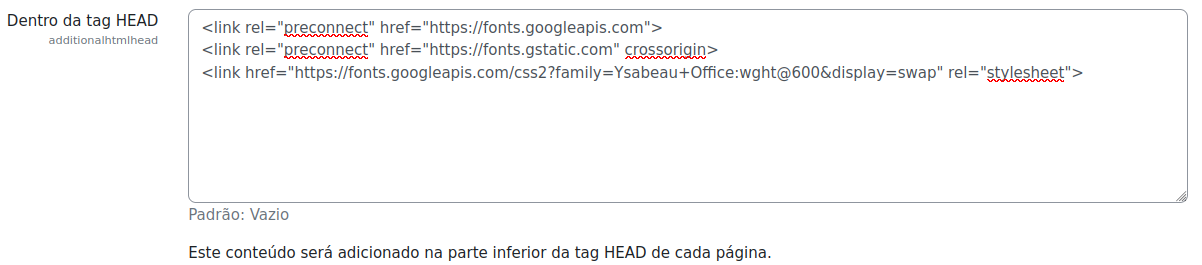 Dentro da tag HEAD
additionalhtmlhead
<link rel="preconnect" href="https://fonts.googleapis.com">
<link rel="preconnect" href="https://fonts.gstatic.com" crossorigin>
<link href="https://fonts.googleapis.com/css2?family=Ysabeau+Office:wght@600&display=swap" rel="stylesheet">
Padrão: Vazio
Este conteúdo será adicionado na parte inferior da tag HEAD de cada página.